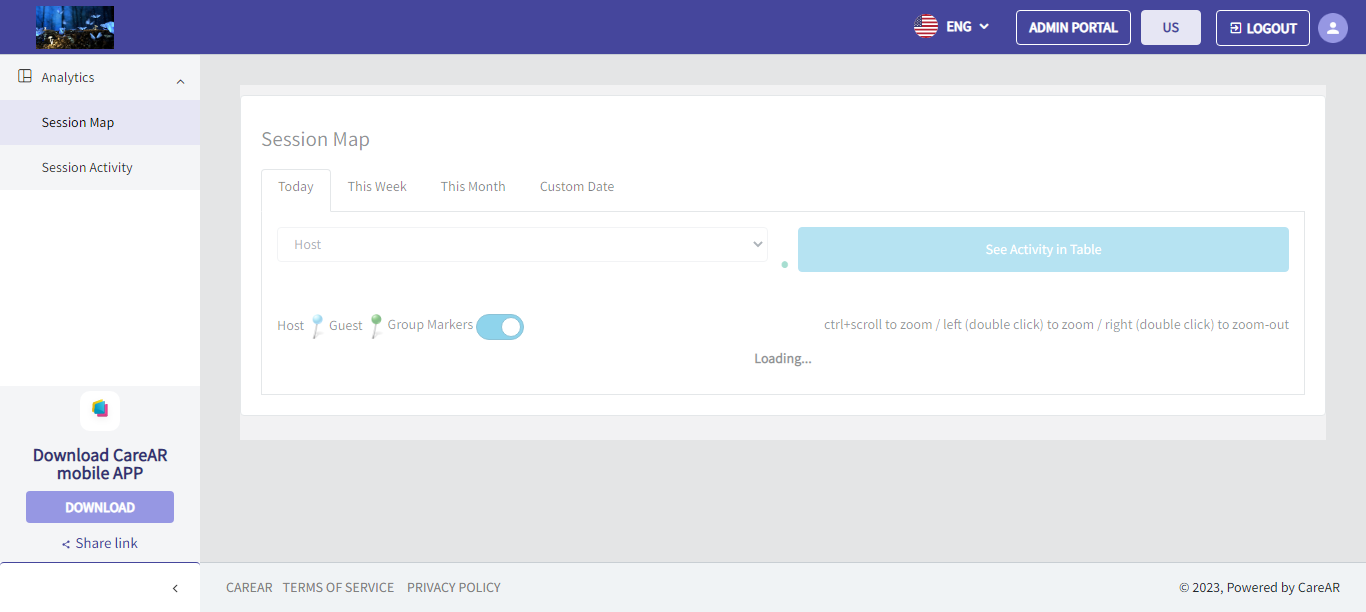 ENG
ADMIN PORTAL
US
LOGOUT
Analytics
Session Map
Session Activity
Session Map
Today
This Week
This Month
Custom Date
Host
See Activity in Table
Host
Guest
Group Markers
ctrl+scroll to zoom / left (double click) to zoom / right (double click) to zoom-out
Loading...
Download CareAR
mobile APP
DOWNLOAD
Share link
CAREAR
TERMS OF SERVICE
PRIVACY POLICY
© 2023, Powered by CareAR